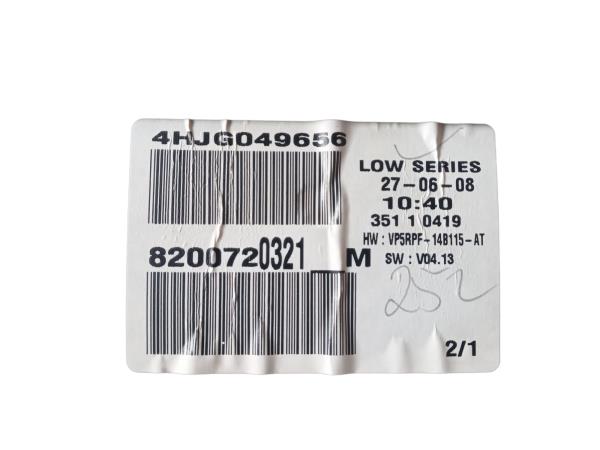 4HJG049656
8200720321__M
LOW SERIES
27-06-08
10:40
351 1 0419
HW : VP5RPF-14B115-AT
SW : V04.13
252
2/1